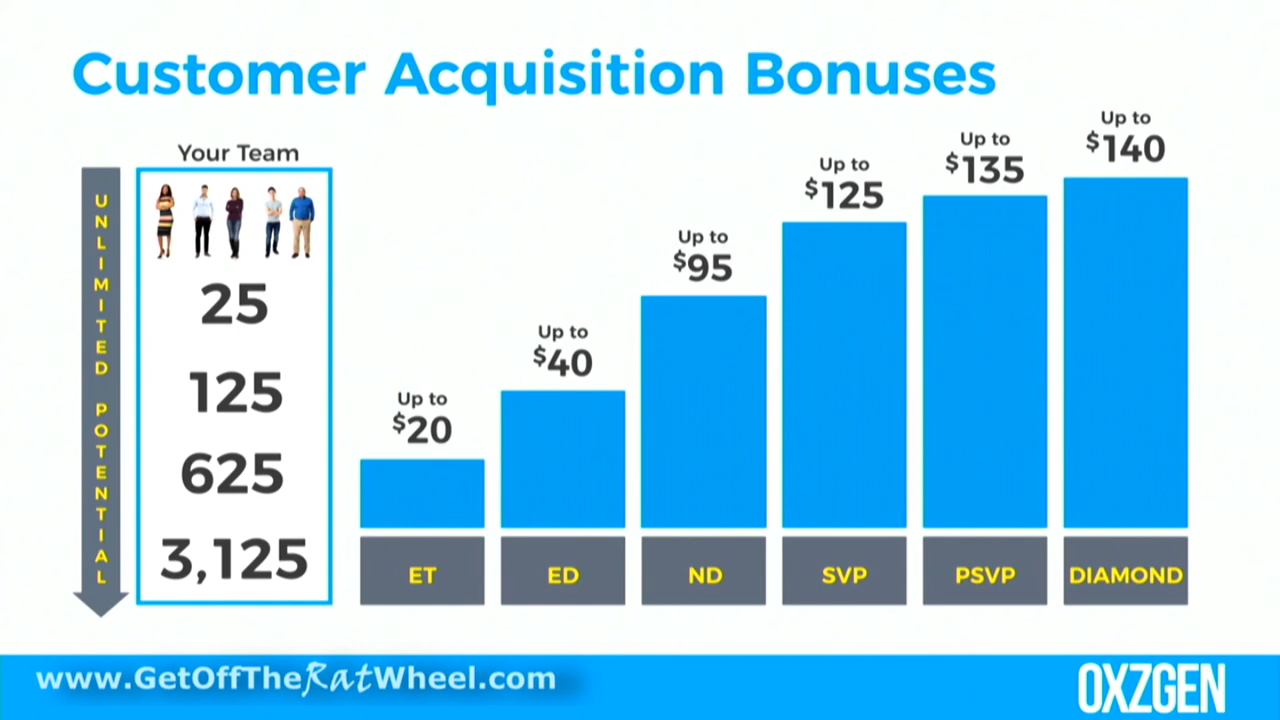 Customer Acquisition Bonuses
Your Team
UNLIMITED POTENTIAL
25
125
625
3,125
Up to
$20
Up to
$40
Up to
$95
Up to
$125
Up to
$135
Up to
$140
ET
ED
ND
SVP
PSVP
DIAMOND
www.GetOffTheRatWheel.com
OXZGEN